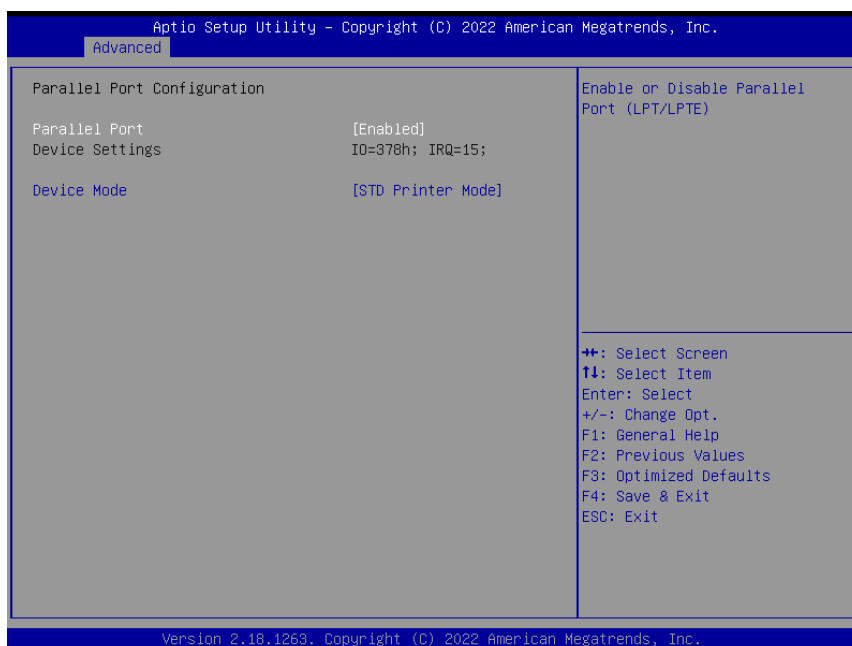 Aptio Setup Utility – Copyright (C) 2022 American Megatrends, Inc.
Advanced
Parallel Port Configuration
Parallel Port [Enabled]
Device Settings IO=378h; IRQ=15;
Device Mode [STD Printer Mode]
Enable or Disable Parallel
Port (LPT/LPTE)
→←: Select Screen
↑↓: Select Item
Enter: Select
+/-: Change Opt.
F1: General Help
F2: Previous Values
F3: Optimized Defaults
F4: Save & Exit
ESC: Exit
Version 2.18.1263. Copyright (C) 2022 American Megatrends, Inc.